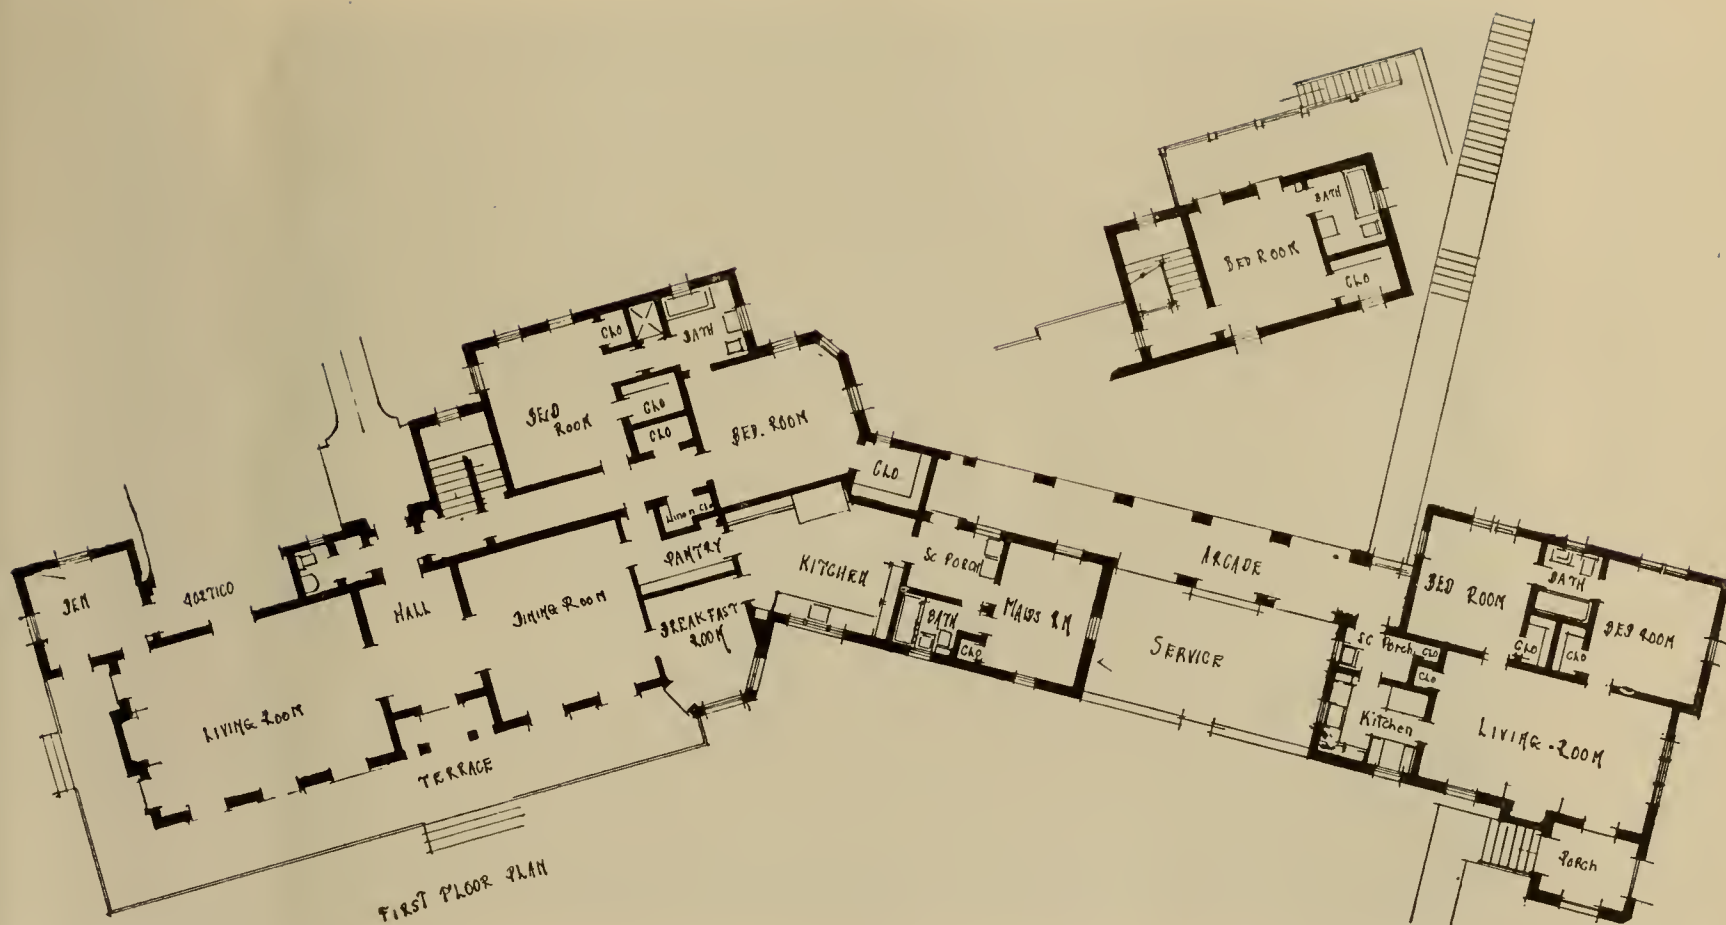 BATH
BED ROOM
CLO
CLO
BATH
BED
ROOM
CLO
CLO
BED. ROOM
CLO
Linen Clo
PANTRY
KITCHEN
SC PORCH
BATH
CLO
MAIDS RM
ARCADE
SERVICE
DEN
PORTICO
HALL
DINING ROOM
BREAKFAST
ROOM
LIVING ROOM
TERRACE
BED ROOM
BATH
CLO
CLO
BED ROOM
SC Porch
CLO
CLO
Kitchen
LIVING-ROOM
PORCH
FIRST FLOOR PLAN